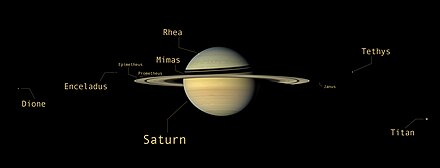 Rhea
Tethys
Mimas
Epimetheus
Prometheus
Enceladus
Janus
Dione
Titan
Saturn